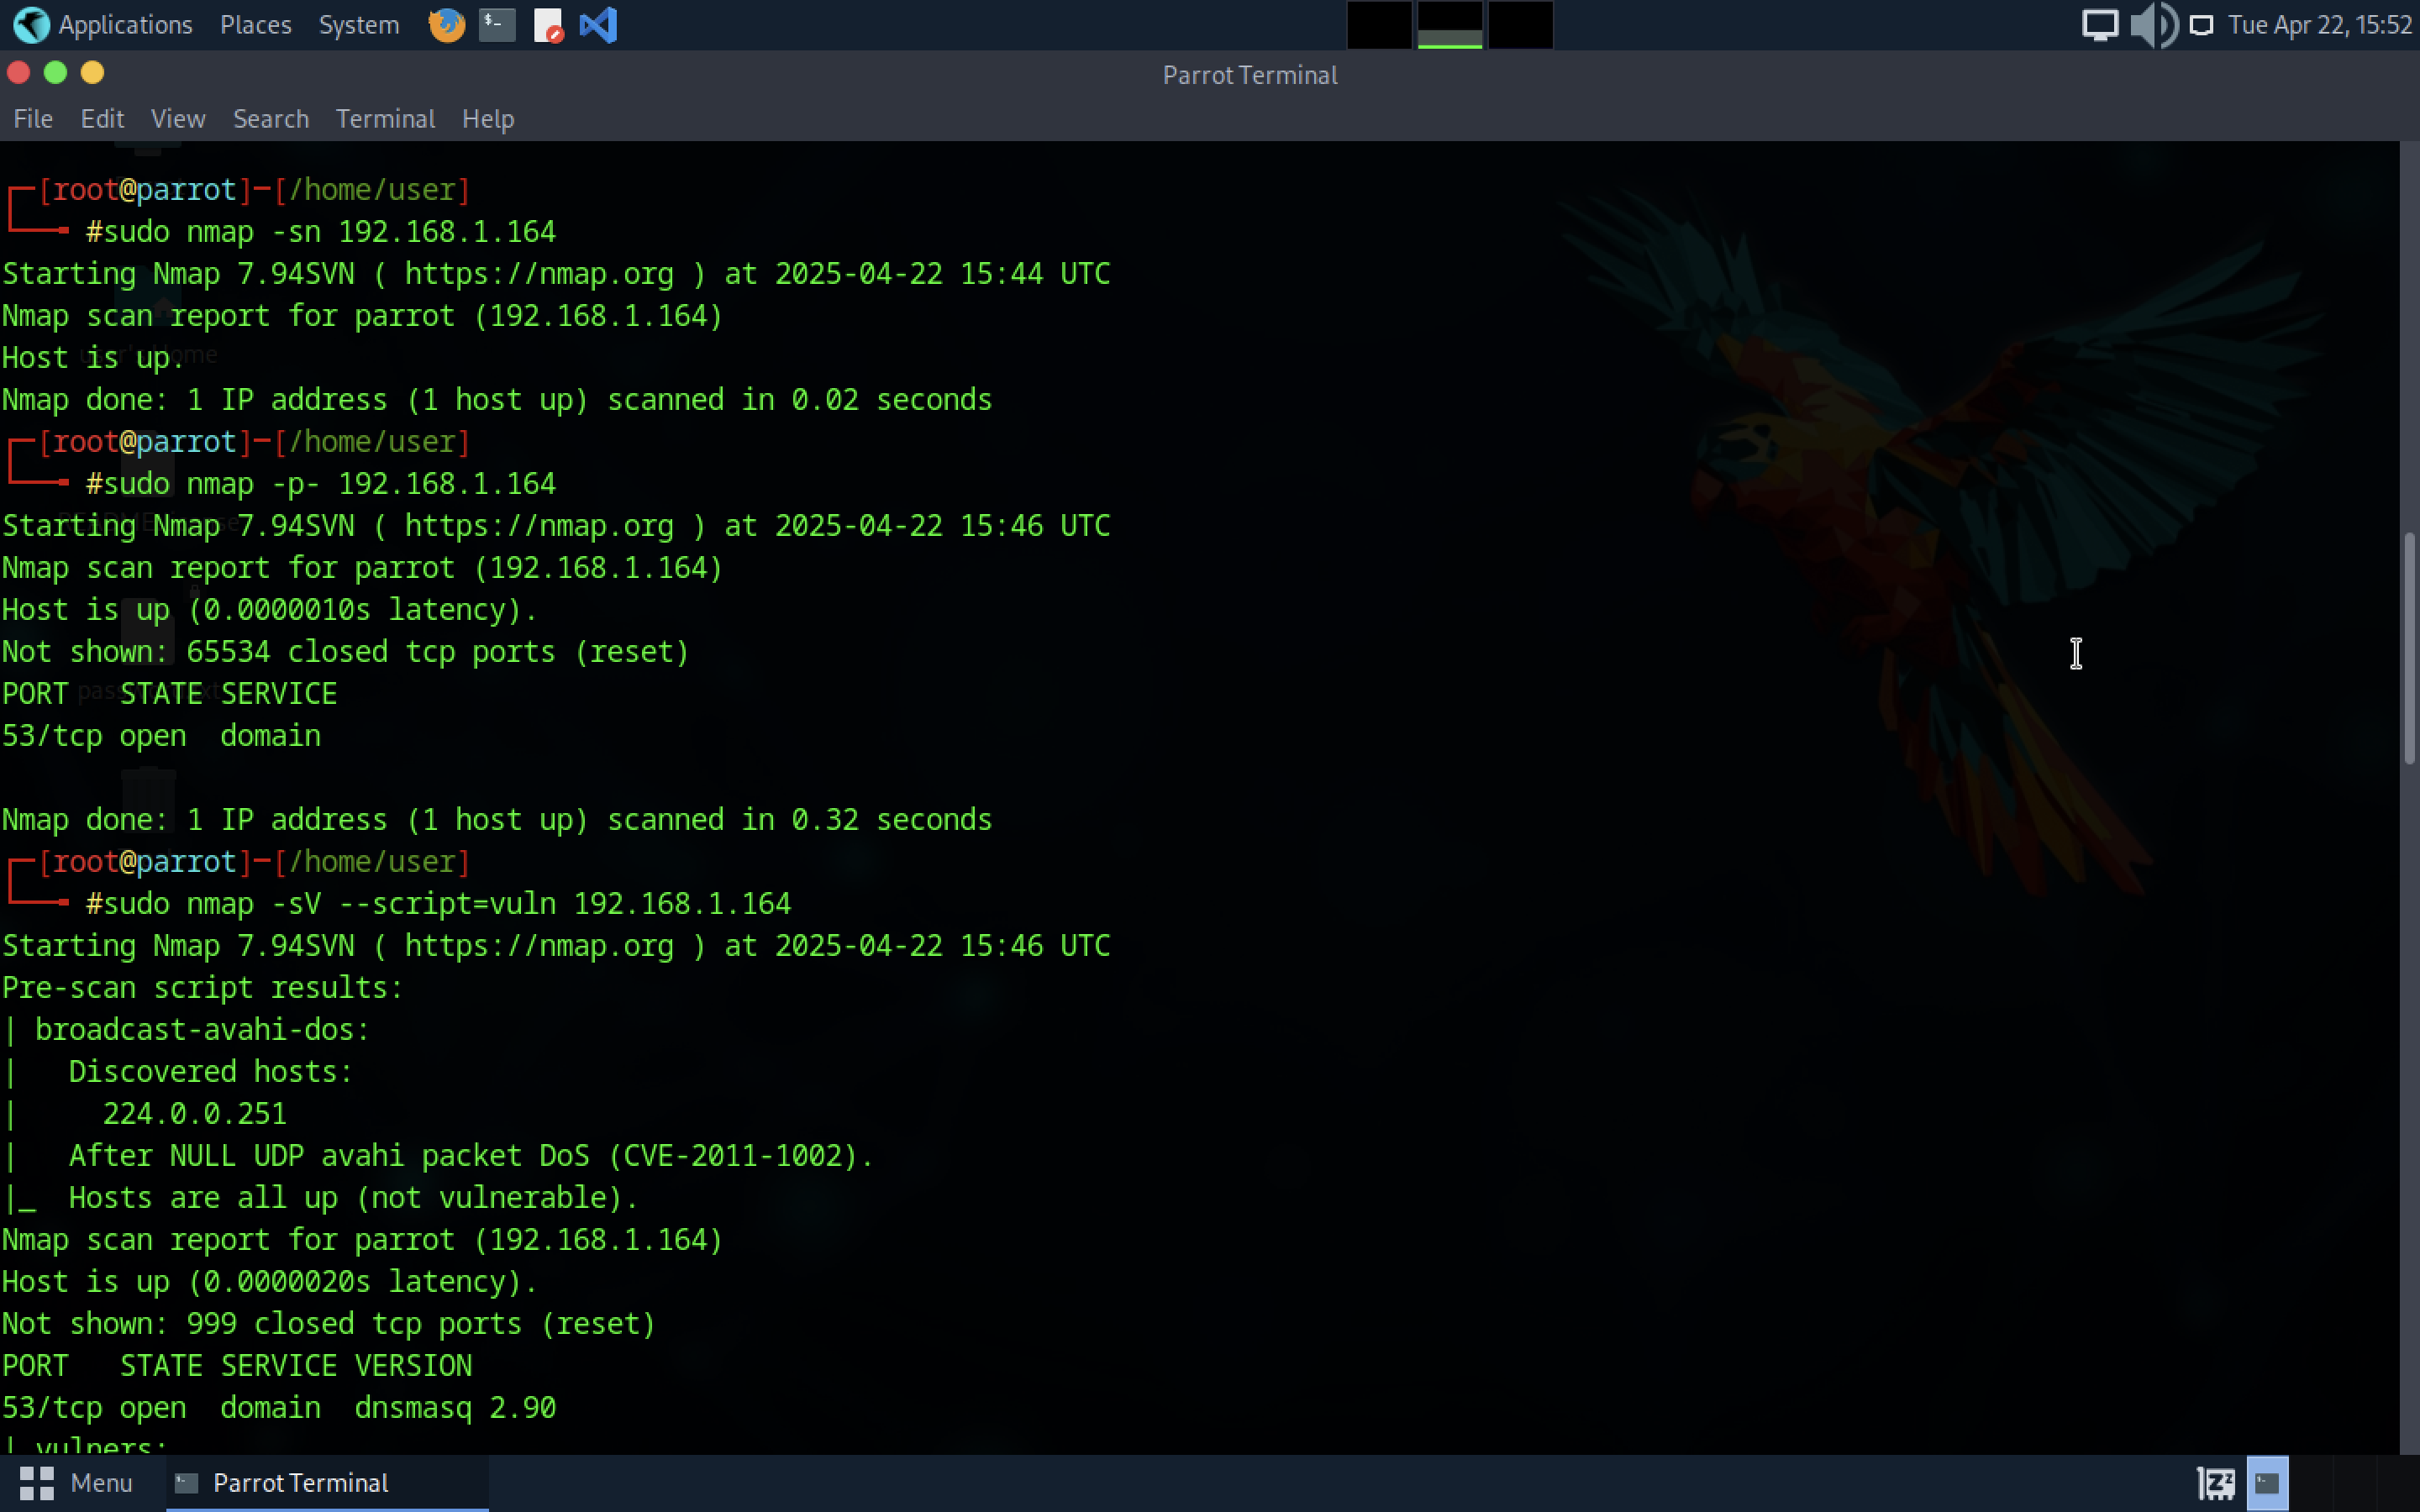 Applications Places System
Tue Apr 22, 15:52
Parrot Terminal
File Edit View Search Terminal Help
[root@parrot]─[/home/user]
#sudo nmap -sn 192.168.1.164
Starting Nmap 7.94SVN ( https://nmap.org ) at 2025-04-22 15:44 UTC
Nmap scan report for parrot (192.168.1.164)
Host is up.
Nmap done: 1 IP address (1 host up) scanned in 0.02 seconds
[root@parrot]─[/home/user]
#sudo nmap -p- 192.168.1.164
Starting Nmap 7.94SVN ( https://nmap.org ) at 2025-04-22 15:46 UTC
Nmap scan report for parrot (192.168.1.164)
Host is up (0.0000010s latency).
Not shown: 65534 closed tcp ports (reset)
PORT   STATE SERVICE
53/tcp open  domain
Nmap done: 1 IP address (1 host up) scanned in 0.32 seconds
[root@parrot]─[/home/user]
#sudo nmap -sV --script=vuln 192.168.1.164
Starting Nmap 7.94SVN ( https://nmap.org ) at 2025-04-22 15:46 UTC
Pre-scan script results:
| broadcast-avahi-dos:
|   Discovered hosts:
|     224.0.0.251
|   After NULL UDP avahi packet DoS (CVE-2011-1002).
|_  Hosts are all up (not vulnerable).
Nmap scan report for parrot (192.168.1.164)
Host is up (0.0000020s latency).
Not shown: 999 closed tcp ports (reset)
PORT   STATE SERVICE VERSION
53/tcp open  domain  dnsmasq 2.90
| vulners:
Menu
Parrot Terminal